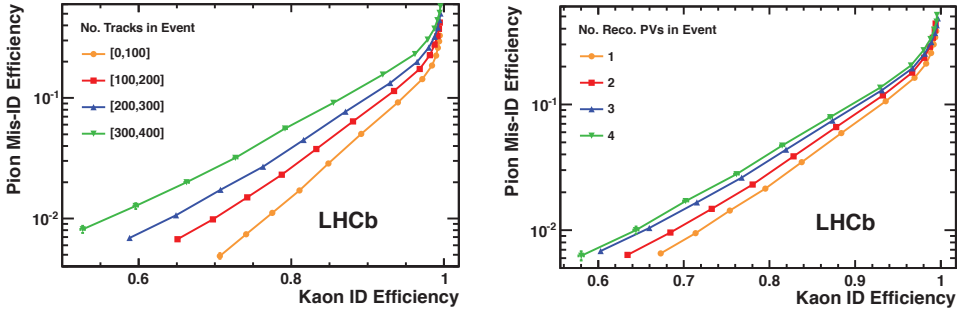 Pion Mis-ID Efficiency
No. Tracks in Event
[0,100]
[100,200]
[200,300]
[300,400]
LHCb
10⁻¹
10⁻²
0.6 0.8 1
Kaon ID Efficiency
Pion Mis-ID Efficiency
No. Reco. PVs in Event
1
2
3
4
LHCb
10⁻¹
10⁻²
0.6 0.7 0.8 0.9 1
Kaon ID Efficiency